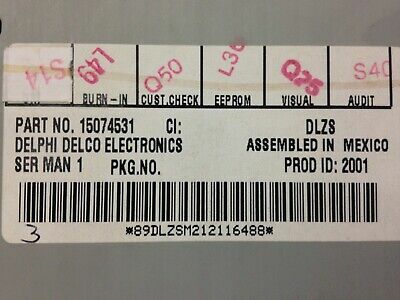 S14 L49 Q50 L36 Q25 S40
BURN-IN CUST.CHECK EEPROM VISUAL AUDIT
PART NO. 15074531 CI: DLZS
DELPHI DELCO ELECTRONICS ASSEMBLED IN MEXICO
SER MAN 1 PKG.NO. PROD ID: 2001
3
*89DLZSM212116488*